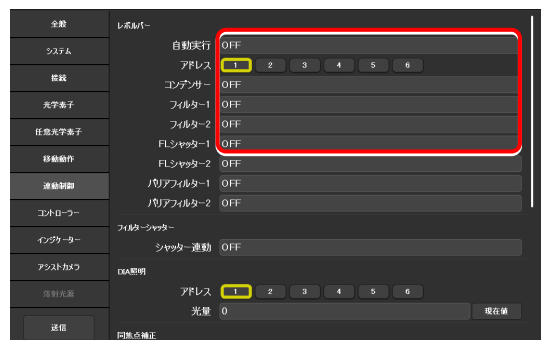 全般
システム
接続
光学素子
任意光学素子
移動動作
連動制御
コントローラー
インジケーター
アシストカメラ
落射光源
送信
レボルバー
自動実行 OFF
アドレス 1 2 3 4 5 6
コンデンサー OFF
フィルター1 OFF
フィルター2 OFF
FLシャッター1 OFF
FLシャッター2 OFF
バリアフィルター1 OFF
バリアフィルター2 OFF
フィルターシャッター
シャッター連動 OFF
DIA照明
アドレス 1 2 3 4 5 6
光量 0 現在値
同焦点補正